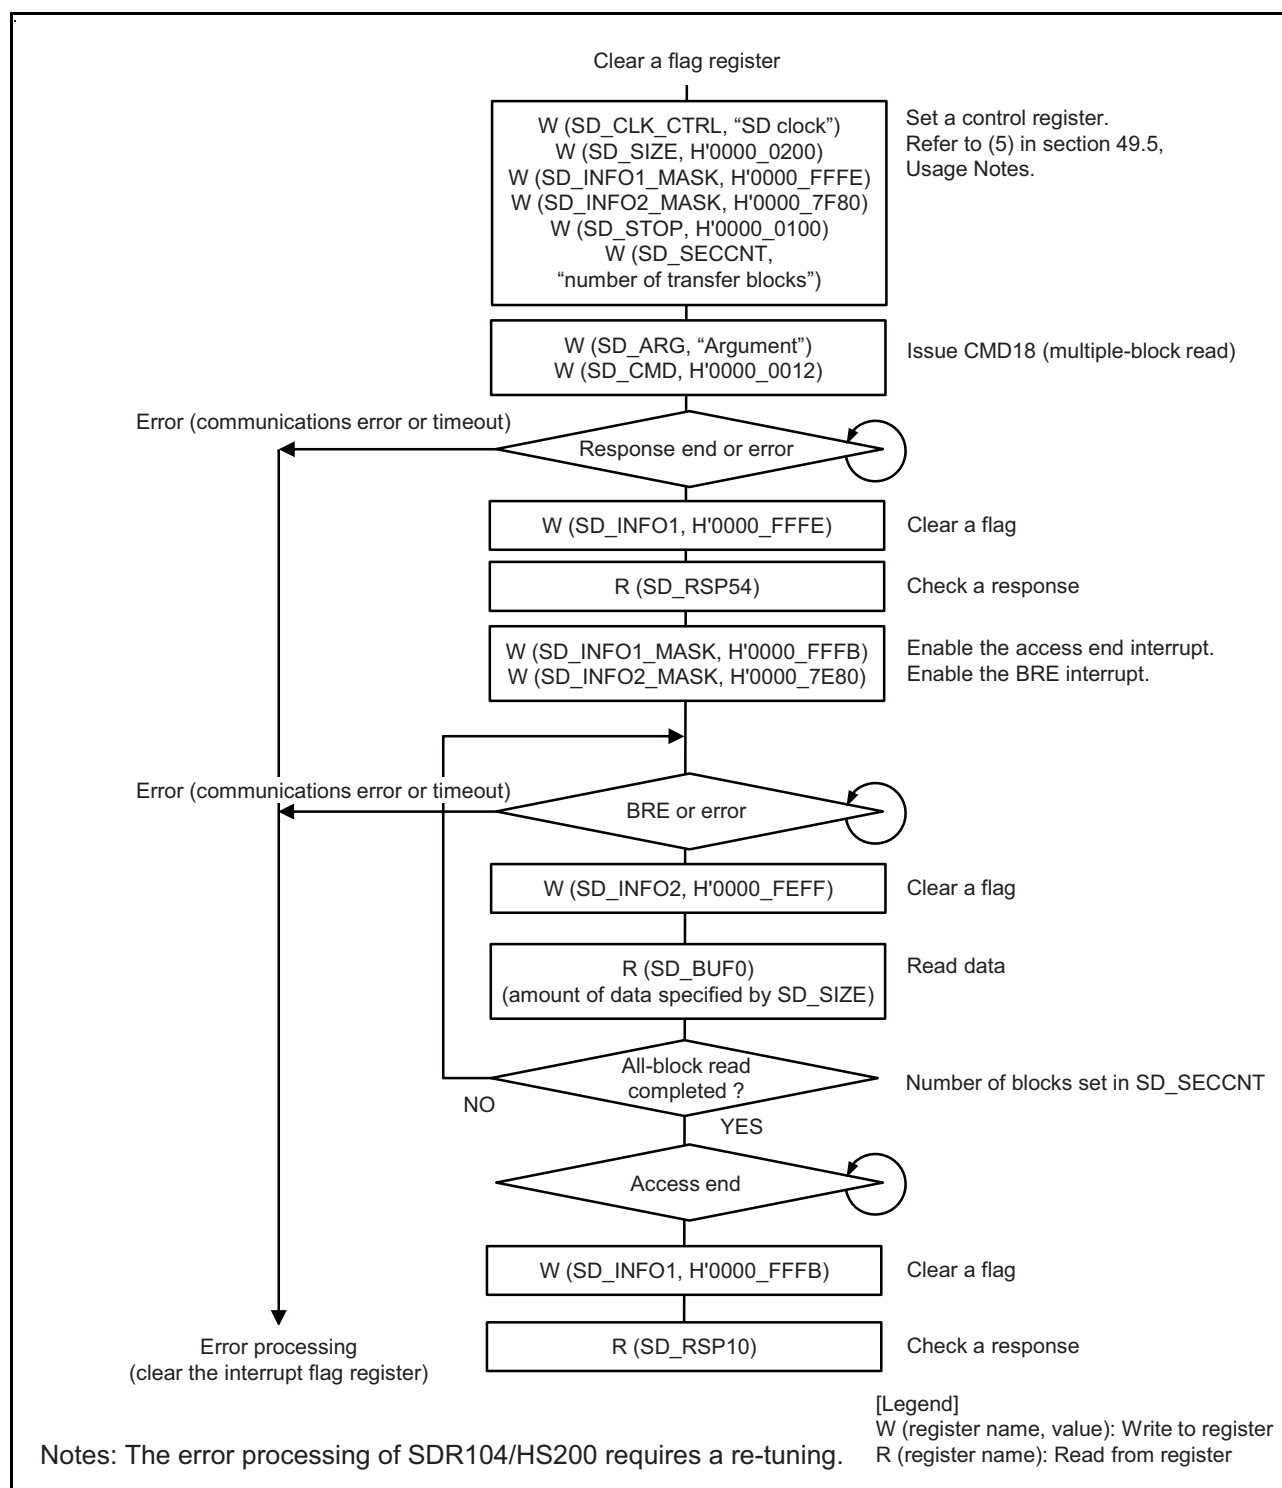 Clear a flag register
W (SD_CLK_CTRL, “SD clock”)
W (SD_SIZE, H'0000_0200)
W (SD_INFO1_MASK, H'0000_FFFE)
W (SD_INFO2_MASK, H'0000_7F80)
W (SD_STOP, H'0000_0100)
W (SD_SECCNT,
“number of transfer blocks”)
Set a control register.
Refer to (5) in section 49.5,
Usage Notes.
W (SD_ARG, “Argument”)
W (SD_CMD, H'0000_0012)
Issue CMD18 (multiple-block read)
Error (communications error or timeout)
Response end or error
W (SD_INFO1, H'0000_FFFE)
Clear a flag
R (SD_RSP54)
Check a response
W (SD_INFO1_MASK, H'0000_FFFB)
W (SD_INFO2_MASK, H'0000_7E80)
Enable the access end interrupt.
Enable the BRE interrupt.
Error (communications error or timeout)
BRE or error
W (SD_INFO2, H'0000_FEFF)
Clear a flag
R (SD_BUF0)
(amount of data specified by SD_SIZE)
Read data
All-block read
completed ?
Number of blocks set in SD_SECCNT
NO
YES
Access end
W (SD_INFO1, H'0000_FFFB)
Clear a flag
R (SD_RSP10)
Check a response
Error processing
(clear the interrupt flag register)
[Legend]
W (register name, value): Write to register
R (register name): Read from register
Notes: The error processing of SDR104/HS200 requires a re-tuning.